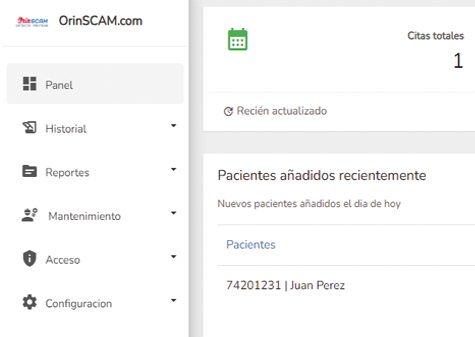 OrinSCAM.com
Panel
Historial
Reportes
Mantenimiento
Acceso
Configuracion
Citas totales
1
Recién actualizado
Pacientes añadidos recientemente
Nuevos pacientes añadidos el dia de hoy
Pacientes
74201231 | Juan Perez